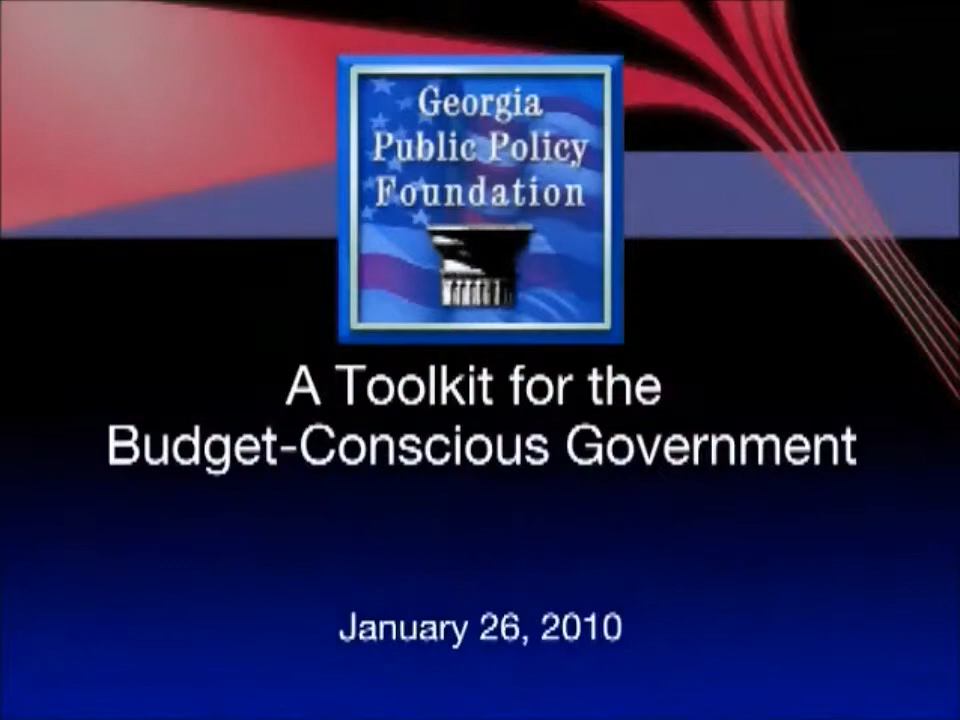 Georgia
Public Policy
Foundation
A Toolkit for the
Budget-Conscious Government
January 26, 2010